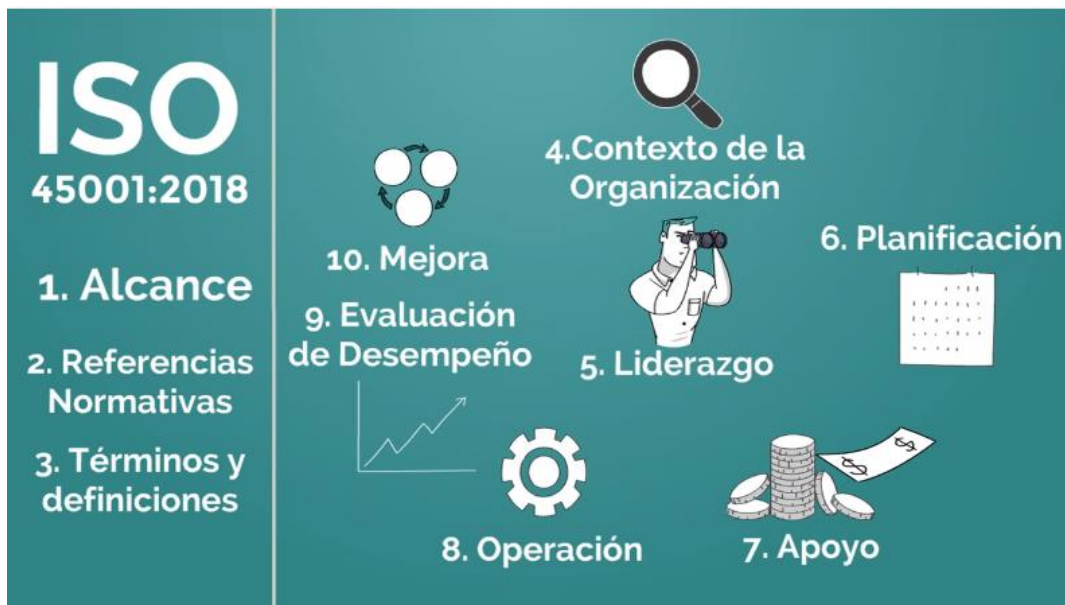 ISO
45001:2018
1. Alcance
2. Referencias
Normativas
3. Términos y
definiciones
4.Contexto de la
Organización
5. Liderazgo
6. Planificación
7. Apoyo
8. Operación
9. Evaluación
de Desempeño
10. Mejora
$
$